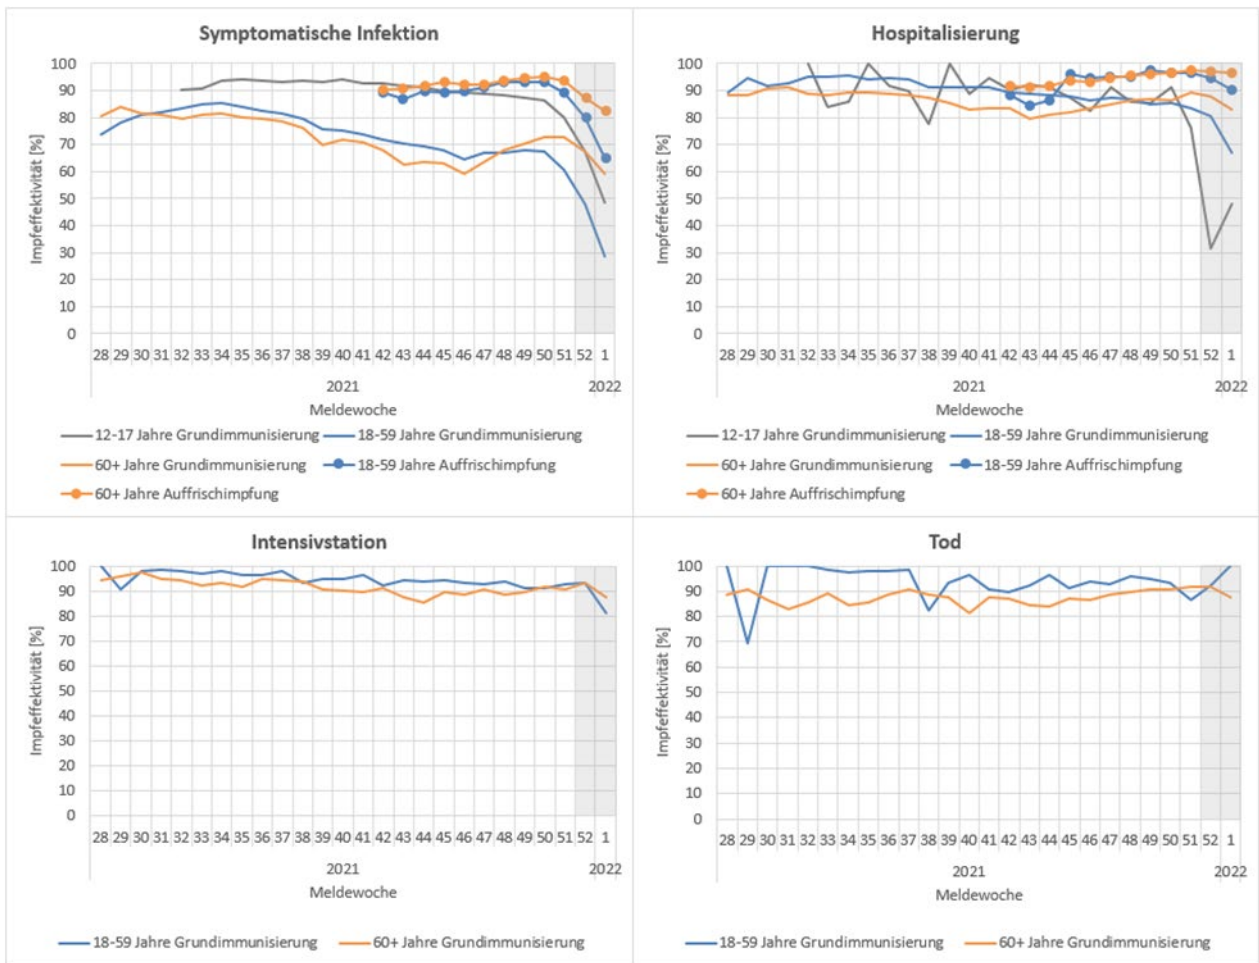 Symptomatische Infektion
Impfeffektivität [%]
100
90
80
70
60
50
40
30
20
10
0
28 29 30 31 32 33 34 35 36 37 38 39 40 41 42 43 44 45 46 47 48 49 50 51 52 1
2021 2022
Meldewoche
12-17 Jahre Grundimmunisierung 18-59 Jahre Grundimmunisierung
60+ Jahre Grundimmunisierung 18-59 Jahre Auffrischimpfung
60+ Jahre Auffrischimpfung
Hospitalisierung
Impfeffektivität [%]
100
90
80
70
60
50
40
30
20
10
0
28 29 30 31 32 33 34 35 36 37 38 39 40 41 42 43 44 45 46 47 48 49 50 51 52 1
2021 2022
Meldewoche
12-17 Jahre Grundimmunisierung 18-59 Jahre Grundimmunisierung
60+ Jahre Grundimmunisierung 18-59 Jahre Auffrischimpfung
60+ Jahre Auffrischimpfung
Intensivstation
Impfeffektivität [%]
100
90
80
70
60
50
40
30
20
10
0
28 29 30 31 32 33 34 35 36 37 38 39 40 41 42 43 44 45 46 47 48 49 50 51 52 1
2021 2022
Meldewoche
18-59 Jahre Grundimmunisierung 60+ Jahre Grundimmunisierung
Tod
Impfeffektivität [%]
100
90
80
70
60
50
40
30
20
10
0
28 29 30 31 32 33 34 35 36 37 38 39 40 41 42 43 44 45 46 47 48 49 50 51 52 1
2021 2022
Meldewoche
18-59 Jahre Grundimmunisierung 60+ Jahre Grundimmunisierung